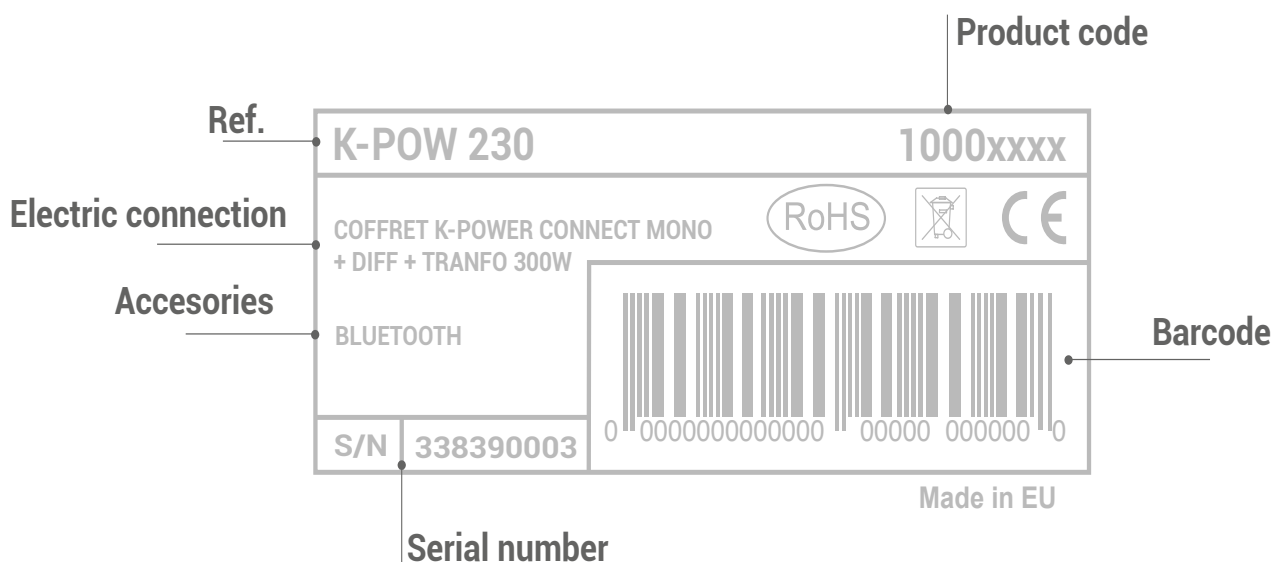 Product code
Ref.
K-POW 230
1000xxxx
Electric connection
COFFRET K-POWER CONNECT MONO
+ DIFF + TRANFO 300W
RoHS
CE
Accesories
BLUETOOTH
Barcode
0 0000000000000 00000 000000 0
S/N 338390003
Made in EU
Serial number